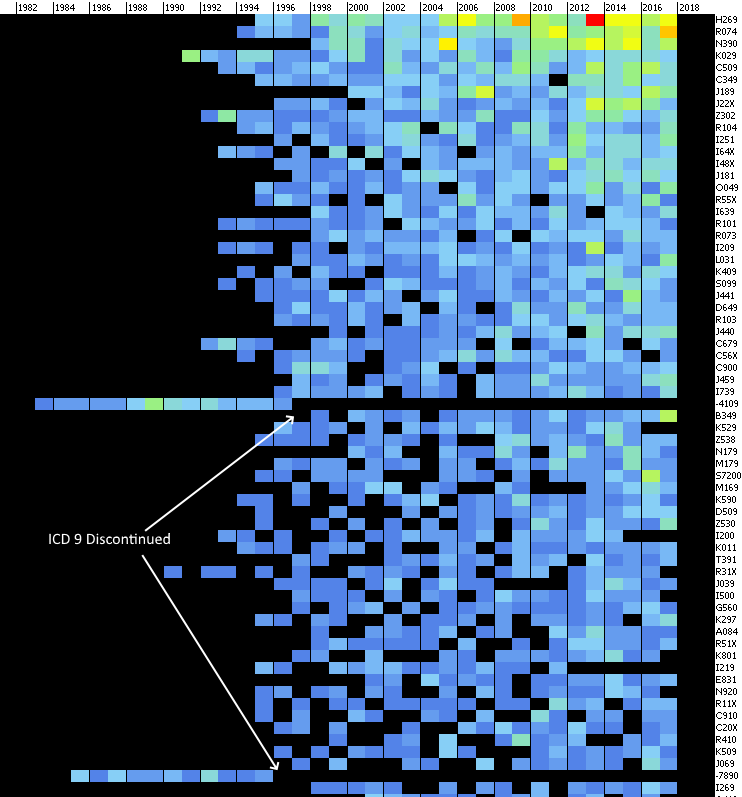 1982 1984 1986 1988 1990 1992 1994 1996 1998 2000 2002 2004 2006 2008 2010 2012 2014 2016 2018
H269
R074
N390
K029
C509
C349
J189
J22X
Z302
R104
I251
I64X
I48X
J181
O049
R55X
I639
R101
R073
I209
L031
K409
S099
J441
D649
R103
J440
C679
C56X
C900
J459
I739
-4109
B349
K529
Z538
N179
M179
S7200
M169
K590
D509
Z530
ICD 9 Discontinued
I200
K011
T391
R31X
J039
I500
G560
K297
A084
R51X
K801
I219
E831
N920
R11X
C910
C20X
R410
K509
J069
-7890
I269